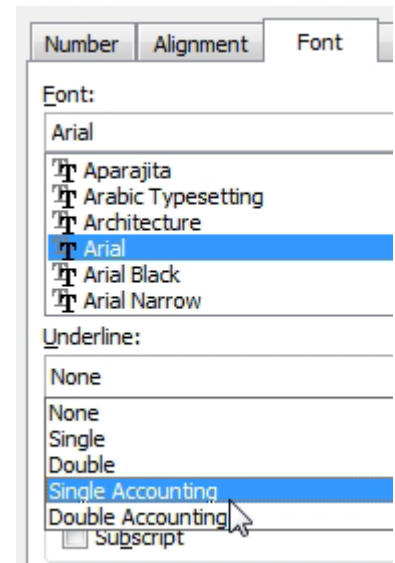 Number Alignment Font
Font:
Arial
Aparajita
Arabic Typesetting
Architecture
Arial
Arial Black
Arial Narrow
Underline:
None
None
Single
Double
Single Accounting
Double Accounting
Subscript